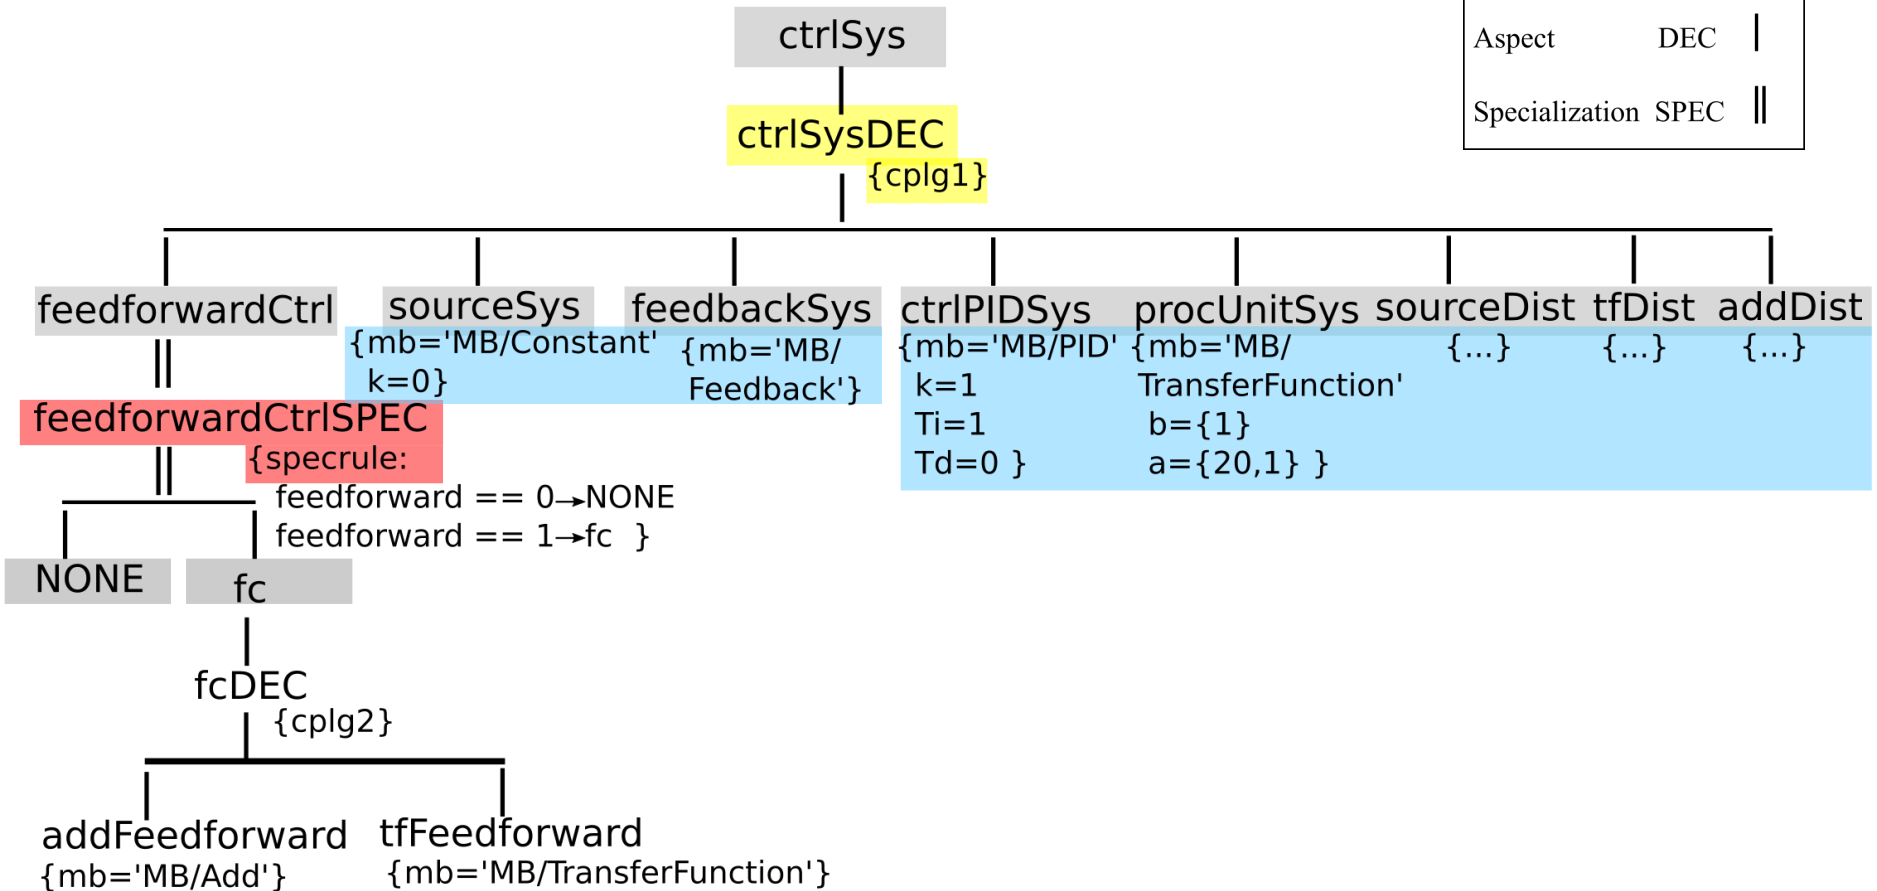 ctrlSys
Aspect DEC
Specialization SPEC
ctrlSysDEC
{cplg1}
feedforwardCtrl sourceSys feedbackSys ctrlPIDSys procUnitSys sourceDist tfDist addDist
{mb='MB/Constant'
k=0}
{mb='MB/
Feedback'}
{mb='MB/PID'
k=1
Ti=1
Td=0 }
{mb='MB/
TransferFunction'
b={1}
a={20,1} }
{...} {...} {...}
feedforwardCtrlSPEC
{specrule:
feedforward == 0→NONE
feedforward == 1→fc }
NONE fc
fcDEC
{cplg2}
addFeedforward tfFeedforward
{mb='MB/Add'} {mb='MB/TransferFunction'}